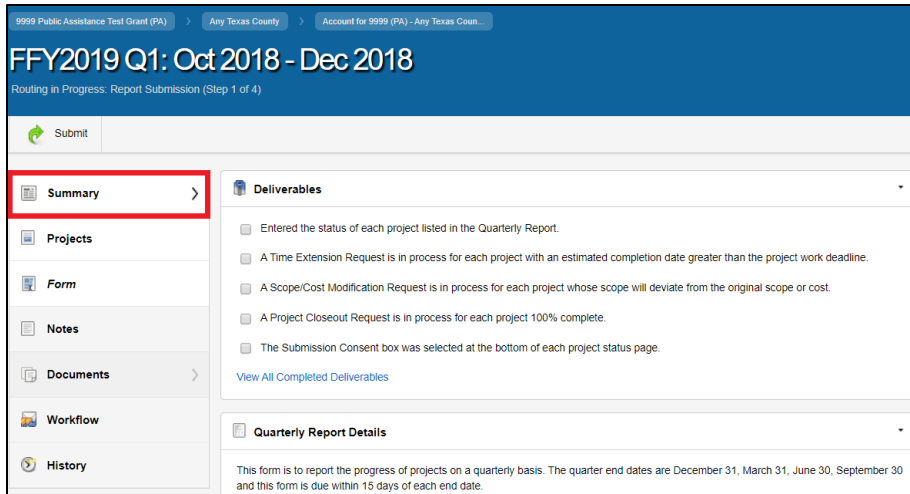 9999 Public Assistance Test Grant (PA) > Any Texas County > Account for 9999 (PA) - Any Texas Coun...
FFY2019 Q1: Oct 2018 - Dec 2018
Routing in Progress: Report Submission (Step 1 of 4)
Submit
Summary
Projects
Form
Notes
Documents
Workflow
History
Deliverables
Entered the status of each project listed in the Quarterly Report.
A Time Extension Request is in process for each project with an estimated completion date greater than the project work deadline.
A Scope/Cost Modification Request is in process for each project whose scope will deviate from the original scope or cost.
A Project Closeout Request is in process for each project 100% complete.
The Submission Consent box was selected at the bottom of each project status page.
View All Completed Deliverables
Quarterly Report Details
This form is to report the progress of projects on a quarterly basis. The quarter end dates are December 31, March 31, June 30, September 30
and this form is due within 15 days of each end date.